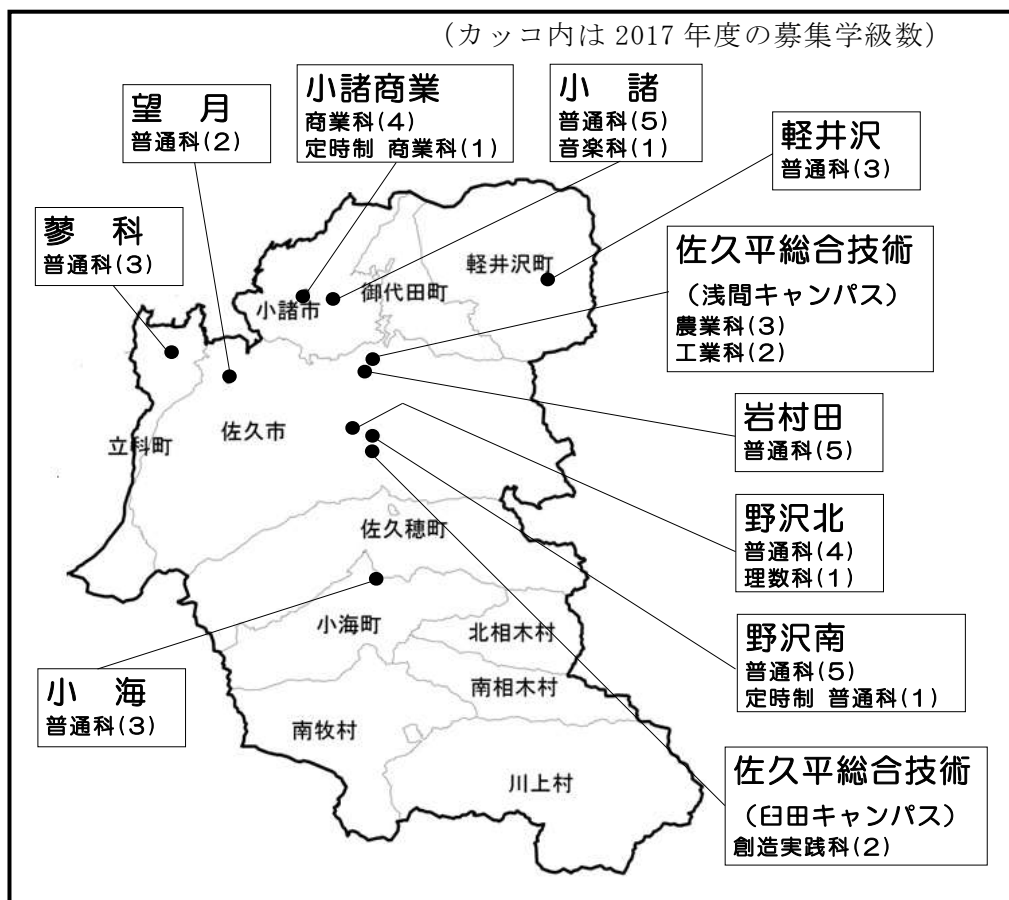 （カッコ内は 2017 年度の募集学級数）
望 月
普通科(2)
小諸商業
商業科(4)
定時制 商業科(1)
小 諸
普通科(5)
音楽科(1)
軽井沢
普通科(3)
蓼 科
普通科(3)
佐久平総合技術
（浅間キャンパス）
農業科(3)
工業科(2)
岩村田
普通科(5)
野沢北
普通科(4)
理数科(1)
野沢南
普通科(5)
定時制 普通科(1)
佐久平総合技術
（臼田キャンパス）
創造実践科(2)
小 海
普通科(3)
軽井沢町
御代田町
小諸市
佐久市
立科町
佐久穂町
小海町
北相木村
南相木村
南牧村
川上村